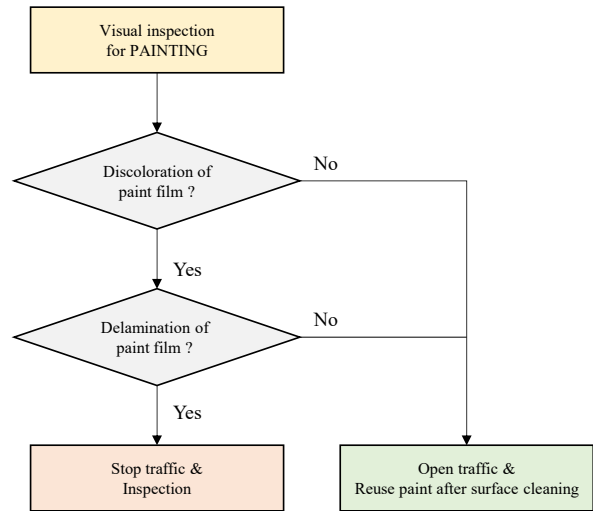 Visual inspection
for PAINTING
Discoloration of
paint film ?
No
Yes
Delamination of
paint film ?
No
Yes
Stop traffic &
Inspection
Open traffic &
Reuse paint after surface cleaning